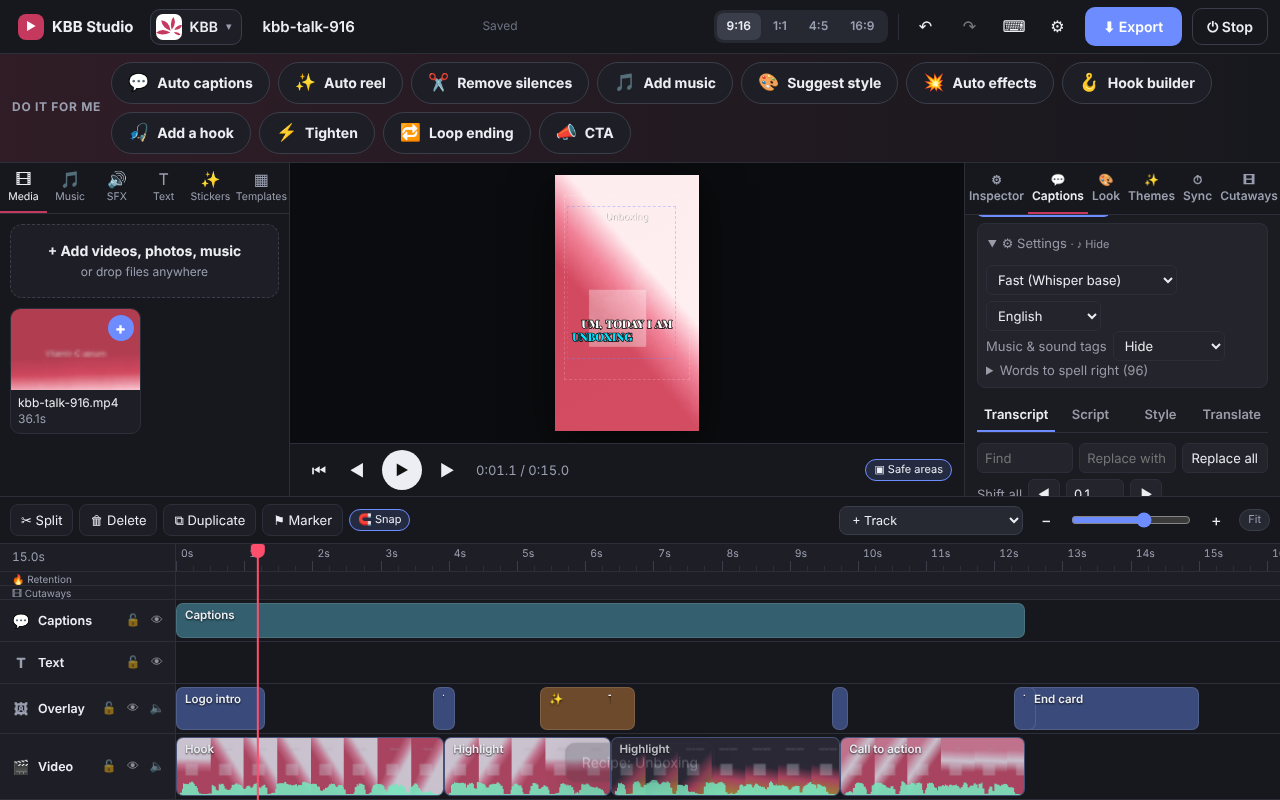 KBB Studio
KBB
kbb-talk-916
Saved
9:16
1:1
4:5
16:9
Export
Stop
DO IT FOR ME
Auto captions
Auto reel
Remove silences
Add music
Suggest style
Auto effects
Hook builder
Add a hook
Tighten
Loop ending
CTA
Media
Music
SFX
Text
Stickers
Templates
+ Add videos, photos, music
or drop files anywhere
Vitamin C serum
kbb-talk-916.mp4
36.1s
Unboxing
UM, TODAY I AM
UNBOXING
0:01.1 / 0:15.0
Safe areas
Inspector
Captions
Look
Themes
Sync
Cutaways
Settings · ♪ Hide
Fast (Whisper base)
English
Music & sound tags
Hide
Words to spell right (96)
Transcript
Script
Style
Translate
Find
Replace with
Replace all
Shift all
0.1
Split
Delete
Duplicate
Marker
Snap
+ Track
Fit
15.0s
0s
2s
3s
4s
5s
6s
7s
8s
9s
10s
11s
12s
13s
14s
15s
Retention
Cutaways
Captions
Captions
Text
Overlay
Logo intro
End card
Video
Hook
Highlight
Highlight
Call to action
Recipe: Unboxing